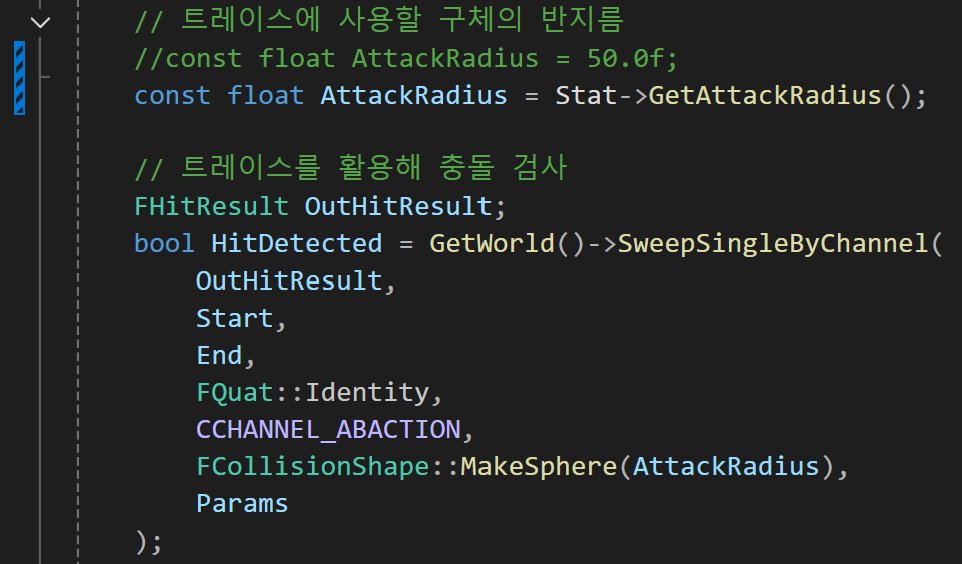 // 트레이스에 사용할 구체의 반지름
//const float AttackRadius = 50.0f;
const float AttackRadius = Stat->GetAttackRadius();
// 트레이스를 활용해 충돌 검사
FHitResult OutHitResult;
bool HitDetected = GetWorld()->SweepSingleByChannel(
OutHitResult,
Start,
End,
FQuat::Identity,
CCHANNEL_ABACTION,
FCollisionShape::MakeSphere(AttackRadius),
Params
);